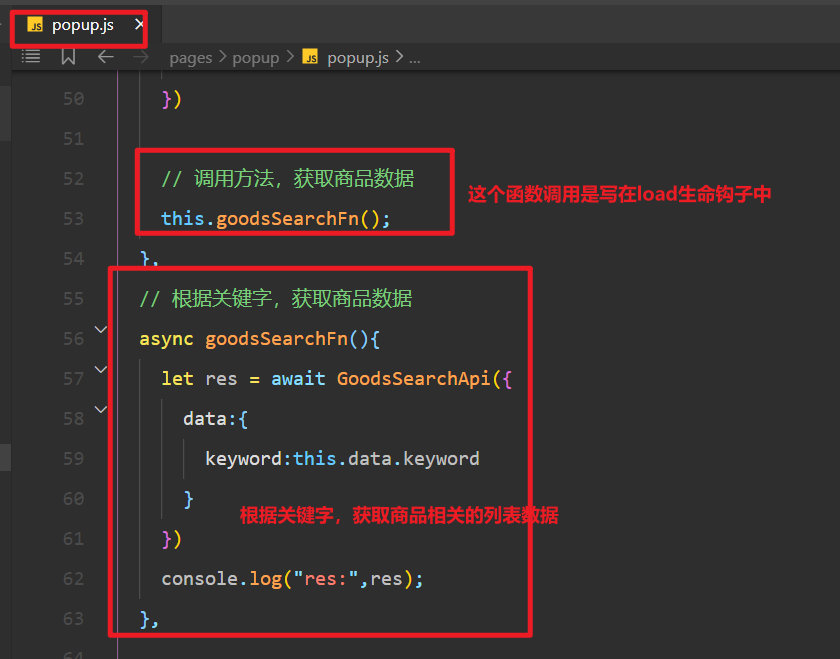 popup.js
pages > popup > popup.js > ...
50 })
51
52 // 调用方法，获取商品数据
这个函数调用是写在load生命钩子中
53 this.goodsSearchFn();
54 },
55 // 根据关键字，获取商品数据
56 async goodsSearchFn(){
57 let res = await GoodsSearchApi({
58 data:{
59 keyword:this.data.keyword
60 }
根据关键字，获取商品相关的列表数据
61 })
62 console.log("res:",res);
63 },
64